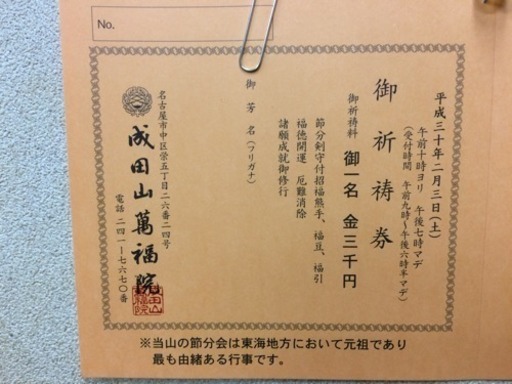 No.
平成三十年二月三日（土）
午前十時ヨリ　午後七時マデ
（受付時間　午前九時〜午後六時半マデ）
御祈祷券
御祈祷料　御一名　金三千円
節分剣守付招福熊手、福豆、福引
福徳開運　厄難消除
諸願成就御修行
御芳名（フリガナ）
名古屋市中区栄五丁目二六番二四号
成田山萬福院
電話　二四一ー七六七〇番
※当山の節分会は東海地方において元祖であり
最も由緒ある行事です。